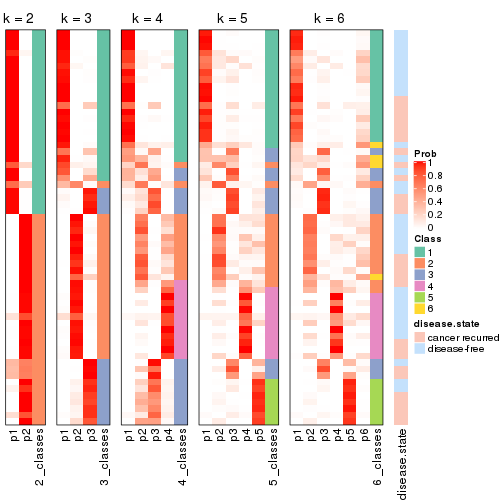 k = 2 k = 3 k = 4 k = 5 k = 6
Prob
1
0.8
0.6
0.4
0.2
0
Class
1
2
3
4
5
6
disease.state
cancer recurred
disease-free
p1 p2 2_classes p1 p2 p3 3_classes p1 p2 p3 p4 4_classes p1 p2 p3 p4 p5 5_classes p1 p2 p3 p4 p5 p6 6_classes disease.state